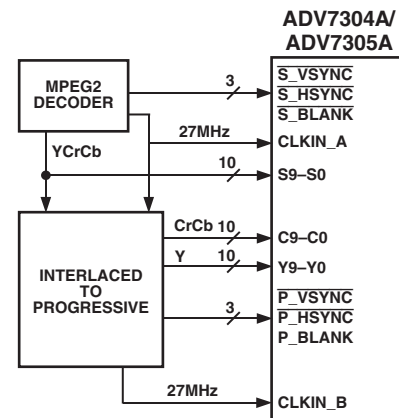 ADV7304A/
ADV7305A
MPEG2
DECODER
3
S_VSYNC
S_HSYNC
S_BLANK
27MHz
CLKIN_A
YCrCb
10
S9–S0
INTERLACED
TO
PROGRESSIVE
CrCb 10
C9–C0
Y 10
Y9–Y0
3
P_VSYNC
P_HSYNC
P_BLANK
27MHz
CLKIN_B